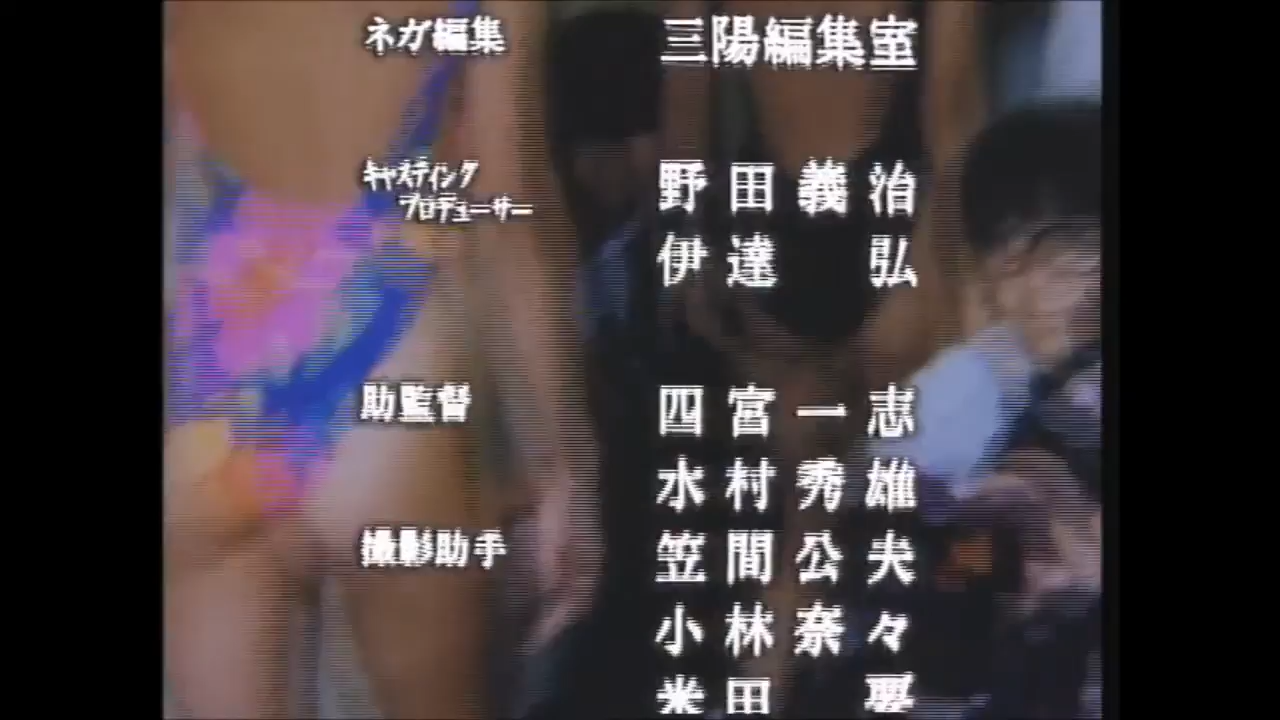 ネガ編集 三陽編集室
キャスティング
プロデューサー 野田義治
伊達 弘
助監督 四宮一志
水村秀雄
撮影助手 笠間公夫
小林奈々
米田